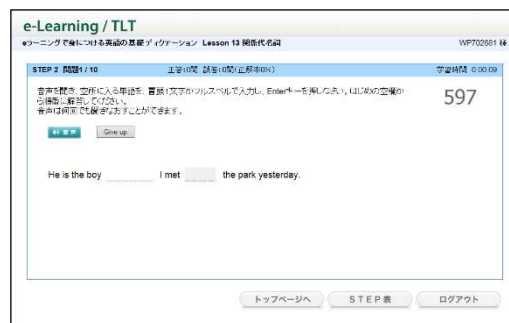 e-Learning / TLT
eラーニングで身につける英語の基礎 ディクテーション Lesson 13 関係代名詞
WP702681 様
STEP 2 問題1 / 10 正答:0問 誤答:0問(正解率0%) 学習時間 0:00:09
音声を聞き、空所に入る単語を、冒頭1文字かフルスペルで入力し、Enterキーを押しなさい。はじめの空欄か
ら順番に解答してください。
音声は何回でも聞きなおすことができます。
597
音声 Give up
He is the boy I met the park yesterday.
トップページへ STEP表 ログアウト